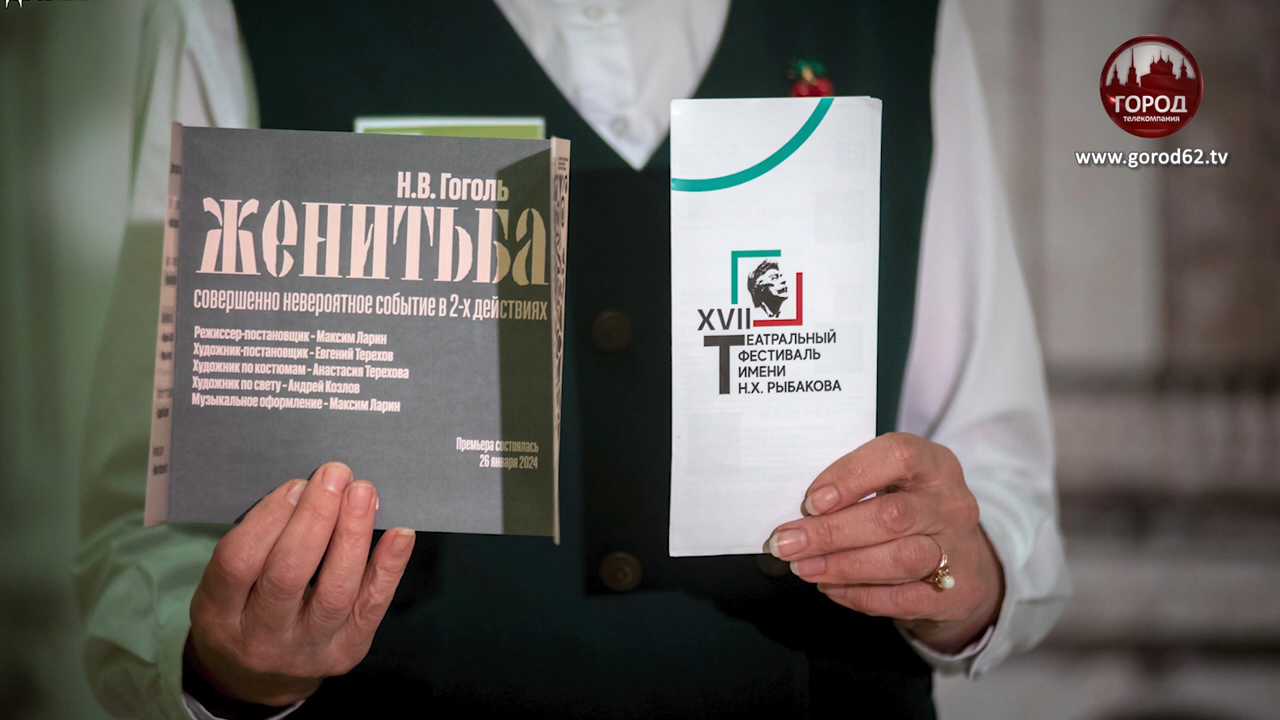 Н.В. Гоголь
ЖЕНИТЬБА
совершенно невероятное событие в 2-х действиях
Режиссер-постановщик - Максим Ларин
Художник-постановщик - Евгений Терехов
Художник по костюмам - Анастасия Терехова
Художник по свету - Андрей Козлов
Музыкальное оформление - Максим Ларин
Премьера состоялась
26 января 2024
XVII
ТЕАТРАЛЬНЫЙ
ФЕСТИВАЛЬ
ИМЕНИ
Н.Х. РЫБАКОВА
ГОРОД
телекомпания
www.gorod62.tv